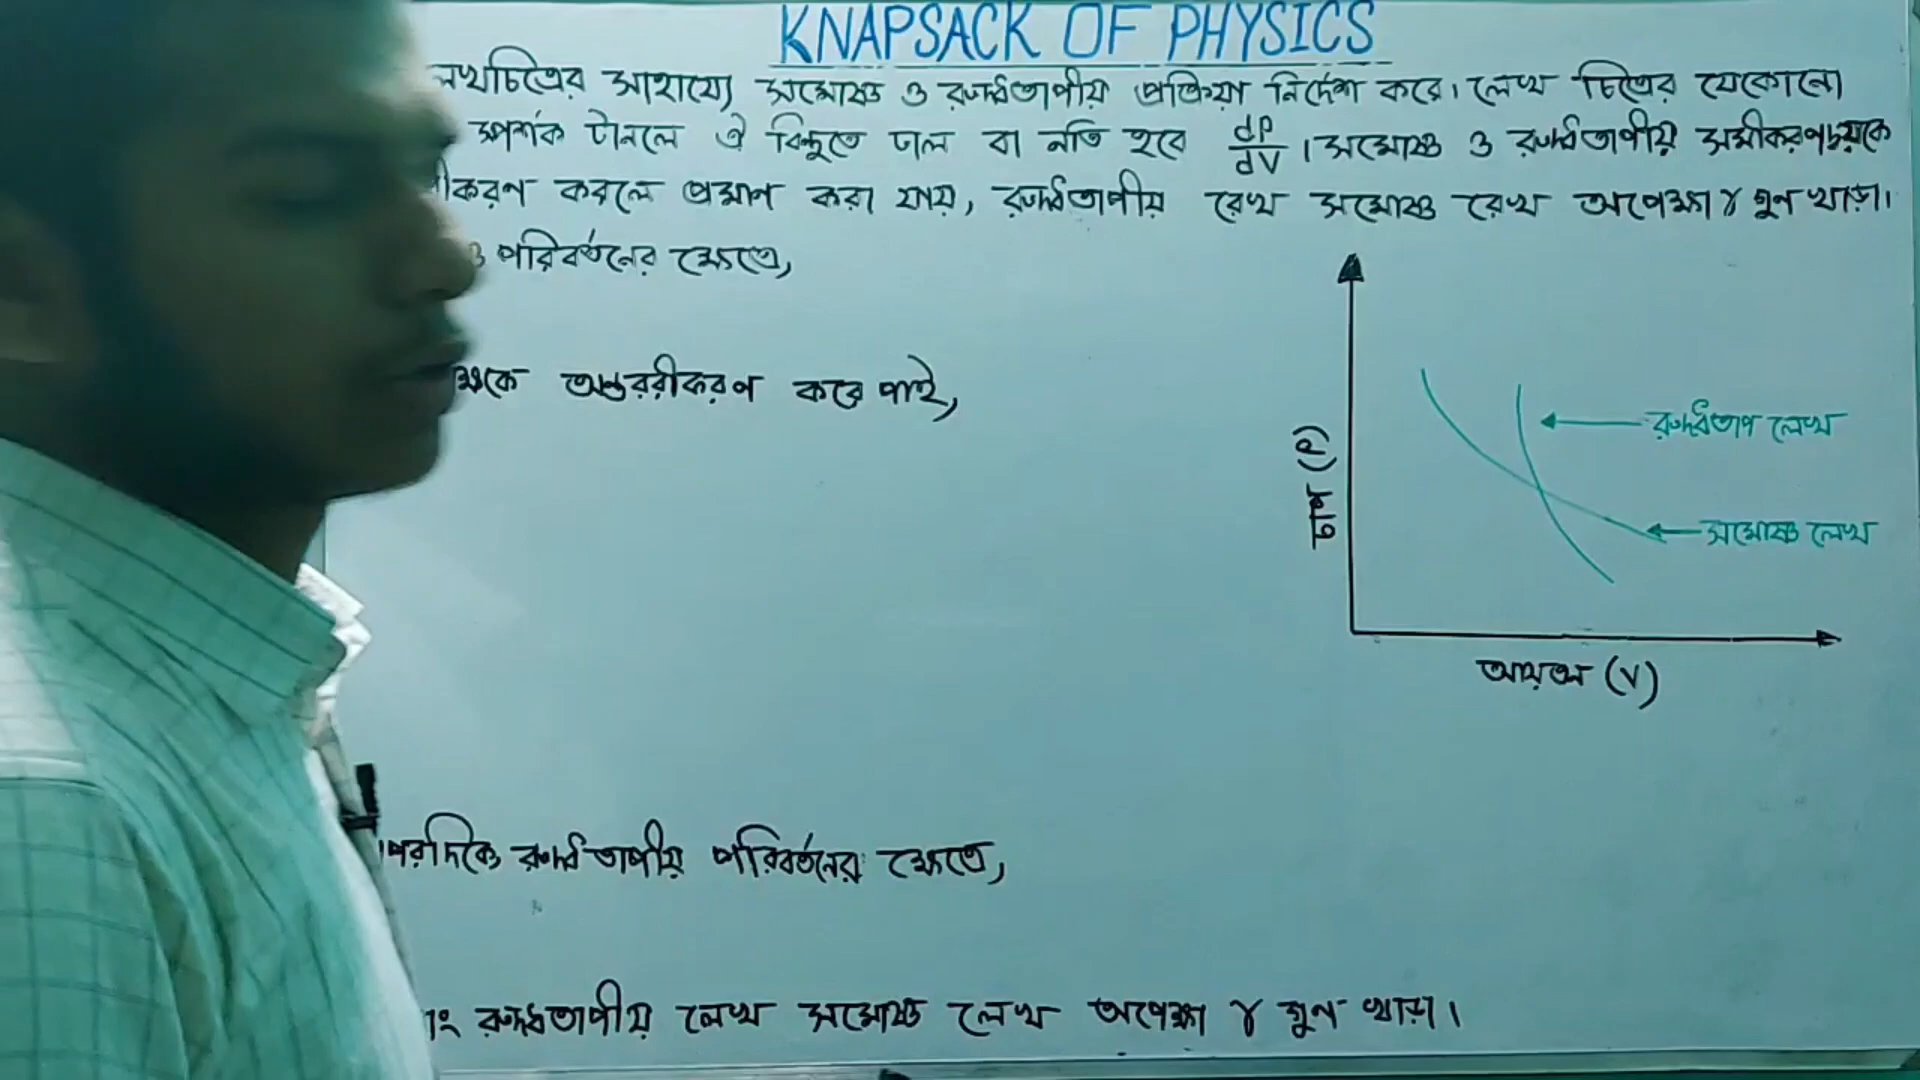 KNAPSACK OF PHYSICS
লেখচিত্রের সাহায্যে সমোষ্ণ ও রুদ্ধতাপীয় প্রক্রিয়া নির্দেশ করে। লেখ চিত্রের যেকোনো
স্পর্শক টানলে ঐ বিন্দুতে ঢাল বা নতি হবে dP/dV । সমোষ্ণ ও রুদ্ধতাপীয় সমীকরণদ্বয়কে
করণ করলে প্রমাণ করা যায়, রুদ্ধতাপীয় রেখ সমোষ্ণ রেখ অপেক্ষা γ গুন খাড়া।
পরিবর্তনের ক্ষেত্রে,
অন্তররীকরণ করে পাই,
চাপ (P)
রুদ্ধতাপ লেখ
সমোষ্ণ লেখ
আয়তন (V)
রুদ্ধতাপীয় পরিবর্তনের ক্ষেত্রে,
রুদ্ধতাপীয় লেখ সমোষ্ণ লেখ অপেক্ষা γ গুন খাড়া।